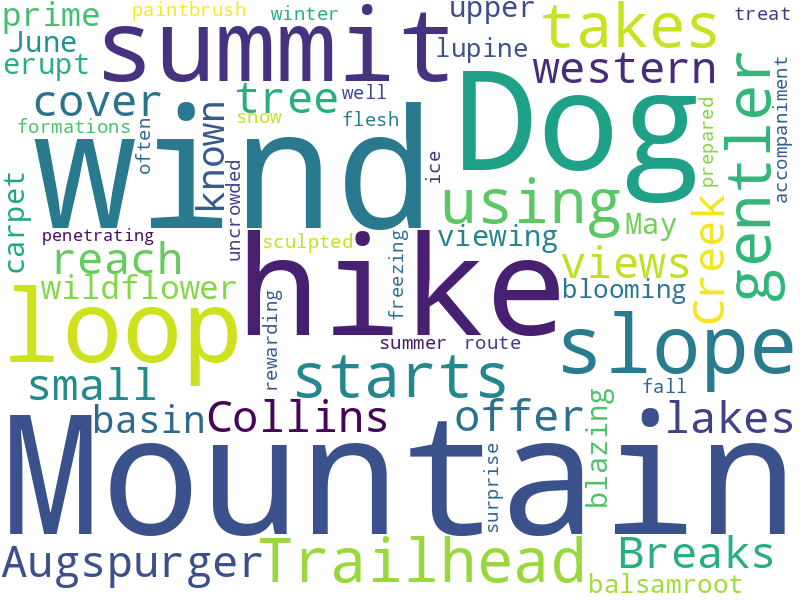 prime
paintbrush
winter
upper
treat
June
summit
takes
erupt
lupine
western
cover
tree
well
Dog
gentler
accompaniment
formations
often
known
snow
flesh
wind
ice
prepared
carpet
uncrowded
using
May
penetrating
sculpted
viewing
Creek
reach
hike
freezing
views
wildflower
rewarding
blooming
loop
summer
route
slope
small
starts
fall
basin
Collins
offer
blazing
lakes
Mountain
surprise
Augspurger
Trailhead
Breaks
balsamroot